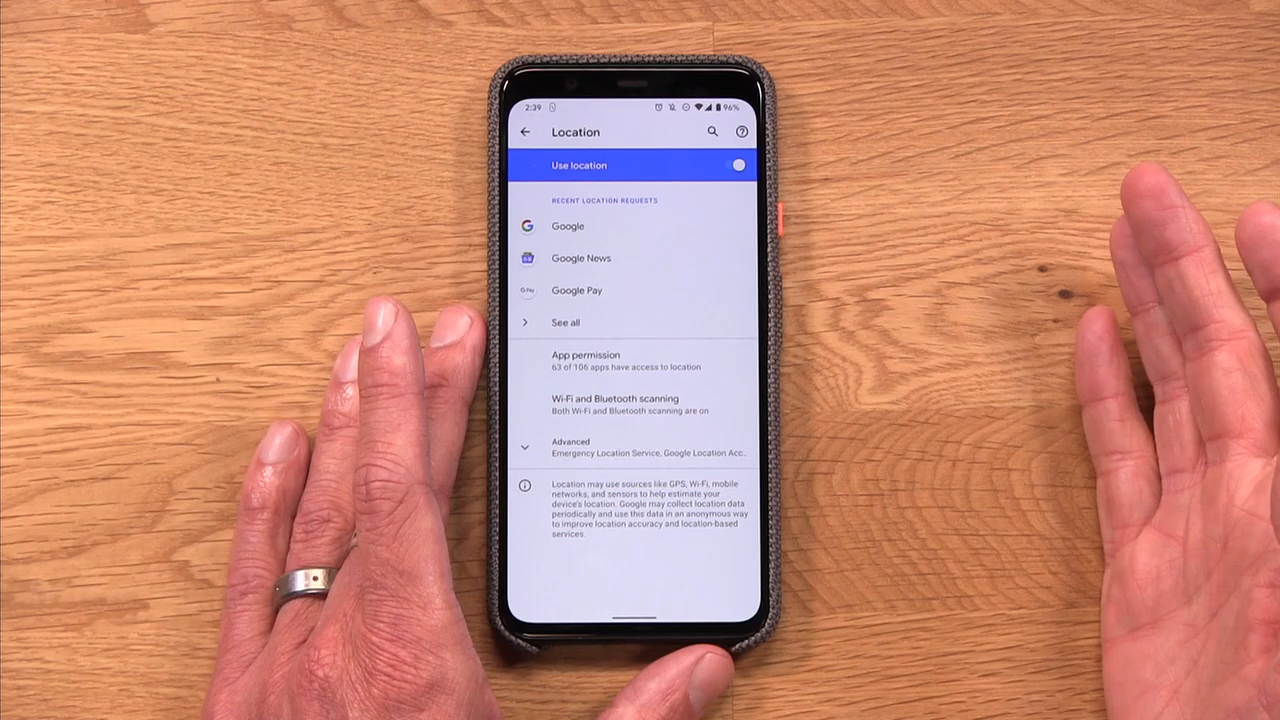 2:39 96%
Location
Use location
RECENT LOCATION REQUESTS
G Google
Google News
G Pay Google Pay
See all
App permission
63 of 106 apps have access to location
Wi-Fi and Bluetooth scanning
Both Wi-Fi and Bluetooth scanning are on
Advanced
Emergency Location Service, Google Location Acc..
Location may use sources like GPS, Wi-Fi, mobile
networks, and sensors to help estimate your
device's location. Google may collect location data
periodically and use this data in an anonymous way
to improve location accuracy and location-based
services.